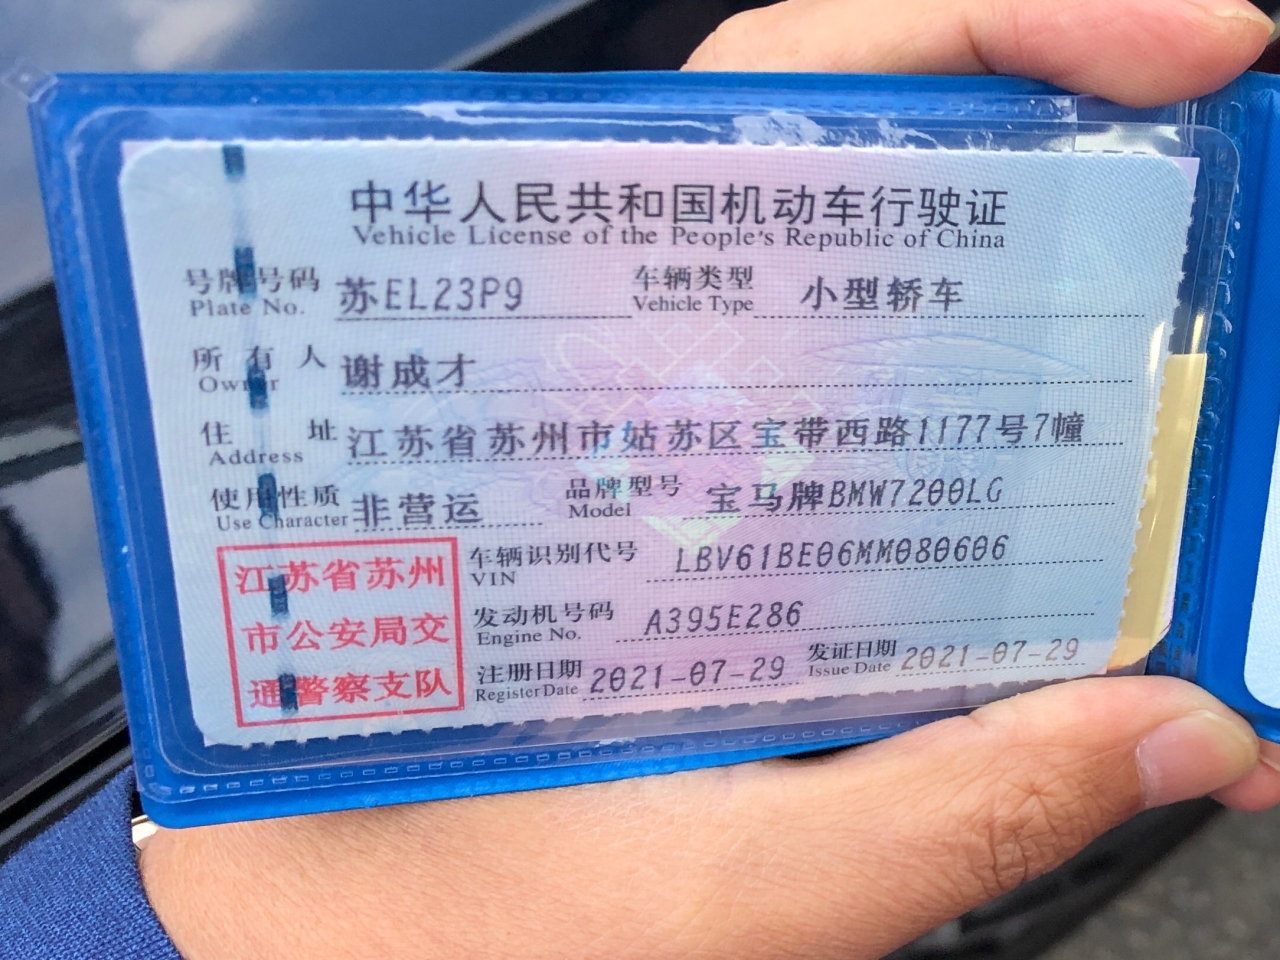 中华人民共和国机动车行驶证
Vehicle License of the People's Republic of China
号牌号码 苏EL23P9 车辆类型 小型轿车
Plate No. Vehicle Type
所有人 谢成才
Owner
住址 江苏省苏州市姑苏区宝带西路1177号7幢
Address
使用性质 非营运 品牌型号 宝马牌BMW7200LG
Use Character Model
江苏省苏州
市公安局交
通警察支队
车辆识别代号 LBV61BE06MM080606
VIN
发动机号码 A395E286
Engine No.
注册日期 2021-07-29 发证日期 2021-07-29
Register Date Issue Date